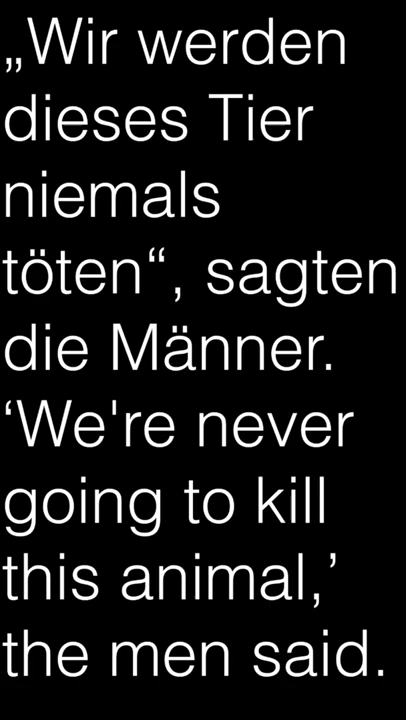 „Wir werden
dieses Tier
niemals
töten“, sagten
die Männer.
‘We're never
going to kill
this animal,’
the men said.